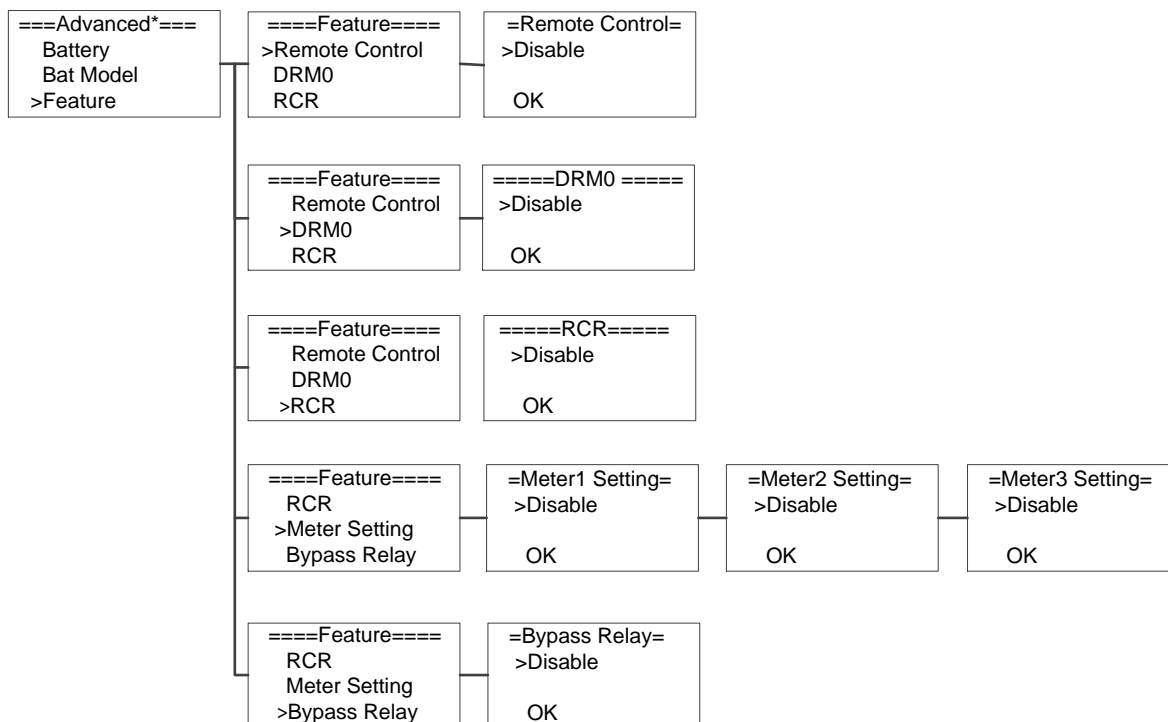 ===Advanced*===
Battery
Bat Model
>Feature
====Feature====
>Remote Control
DRM0
RCR
=Remote Control=
>Disable
OK
====Feature====
Remote Control
>DRM0
RCR
=====DRM0 =====
>Disable
OK
====Feature====
Remote Control
DRM0
>RCR
=====RCR=====
>Disable
OK
====Feature====
RCR
>Meter Setting
Bypass Relay
=Meter1 Setting=
>Disable
OK
=Meter2 Setting=
>Disable
OK
=Meter3 Setting=
>Disable
OK
====Feature====
RCR
Meter Setting
>Bypass Relay
=Bypass Relay=
>Disable
OK